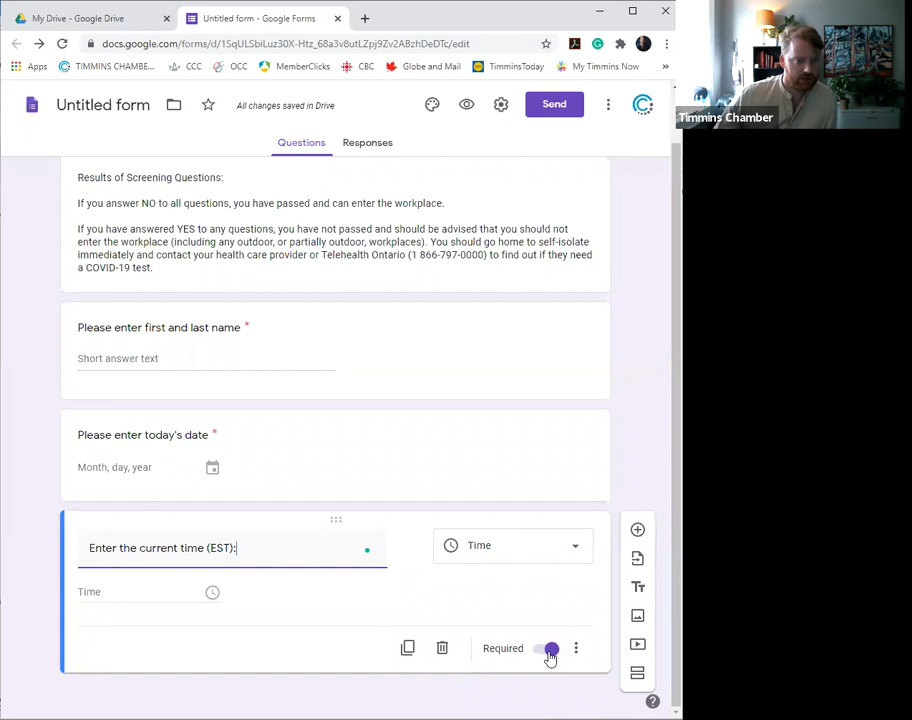 My Drive - Google Drive
Untitled form - Google Forms
docs.google.com/forms/d/1SqULSbiLuz30X-Htz_68a3v8utLZpj9Zv2ABzhDeDTc/edit
Apps
TIMMINS CHAMBE...
CCC
OCC
MemberClicks
CBC
Globe and Mail
TimminsToday
My Timmins Now
»
Untitled form
All changes saved in Drive
Send
Timmins Chamber
Questions
Responses
Results of Screening Questions:
If you answer NO to all questions, you have passed and can enter the workplace.
If you have answered YES to any questions, you have not passed and should be advised that you should not
enter the workplace (including any outdoor, or partially outdoor, workplaces). You should go home to self-isolate
immediately and contact your health care provider or Telehealth Ontario (1 866-797-0000) to find out if they need
a COVID-19 test.
Please enter first and last name *
Short answer text
Please enter today's date *
Month, day, year
Enter the current time (EST):
Time
Time
Required